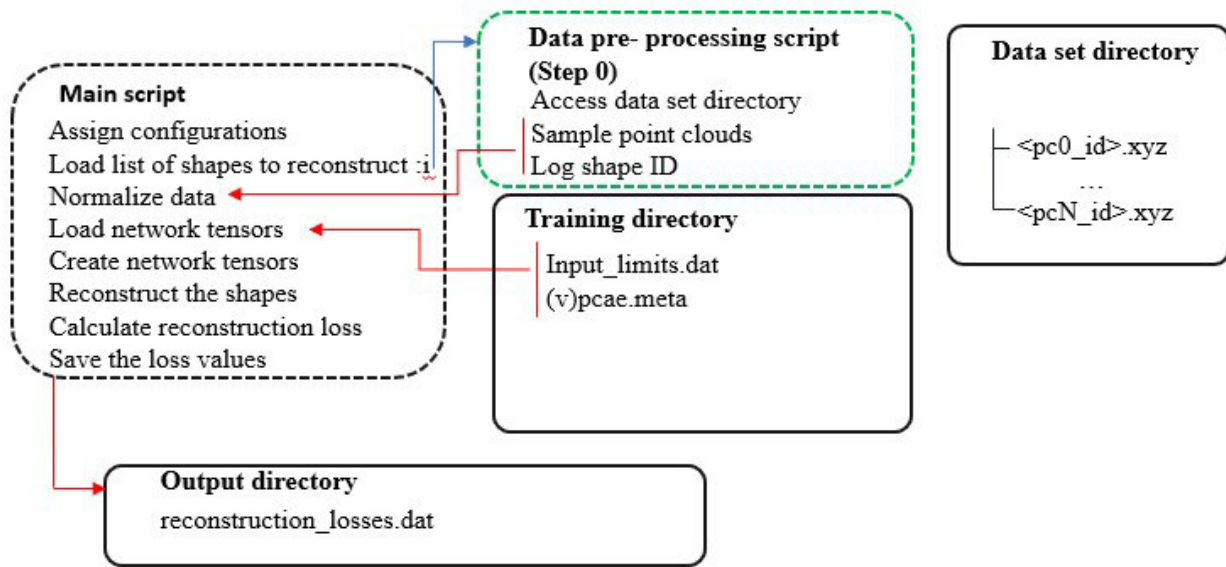 Main script
Assign configurations
Load list of shapes to reconstruct :i
Normalize data
Load network tensors
Create network tensors
Reconstruct the shapes
Calculate reconstruction loss
Save the loss values
Data pre- processing script
(Step 0)
Access data set directory
Sample point clouds
Log shape ID
Training directory
Input_limits.dat
(v)pcae.meta
Data set directory
<pc0_id>.xyz
...
<pcN_id>.xyz
Output directory
reconstruction_losses.dat